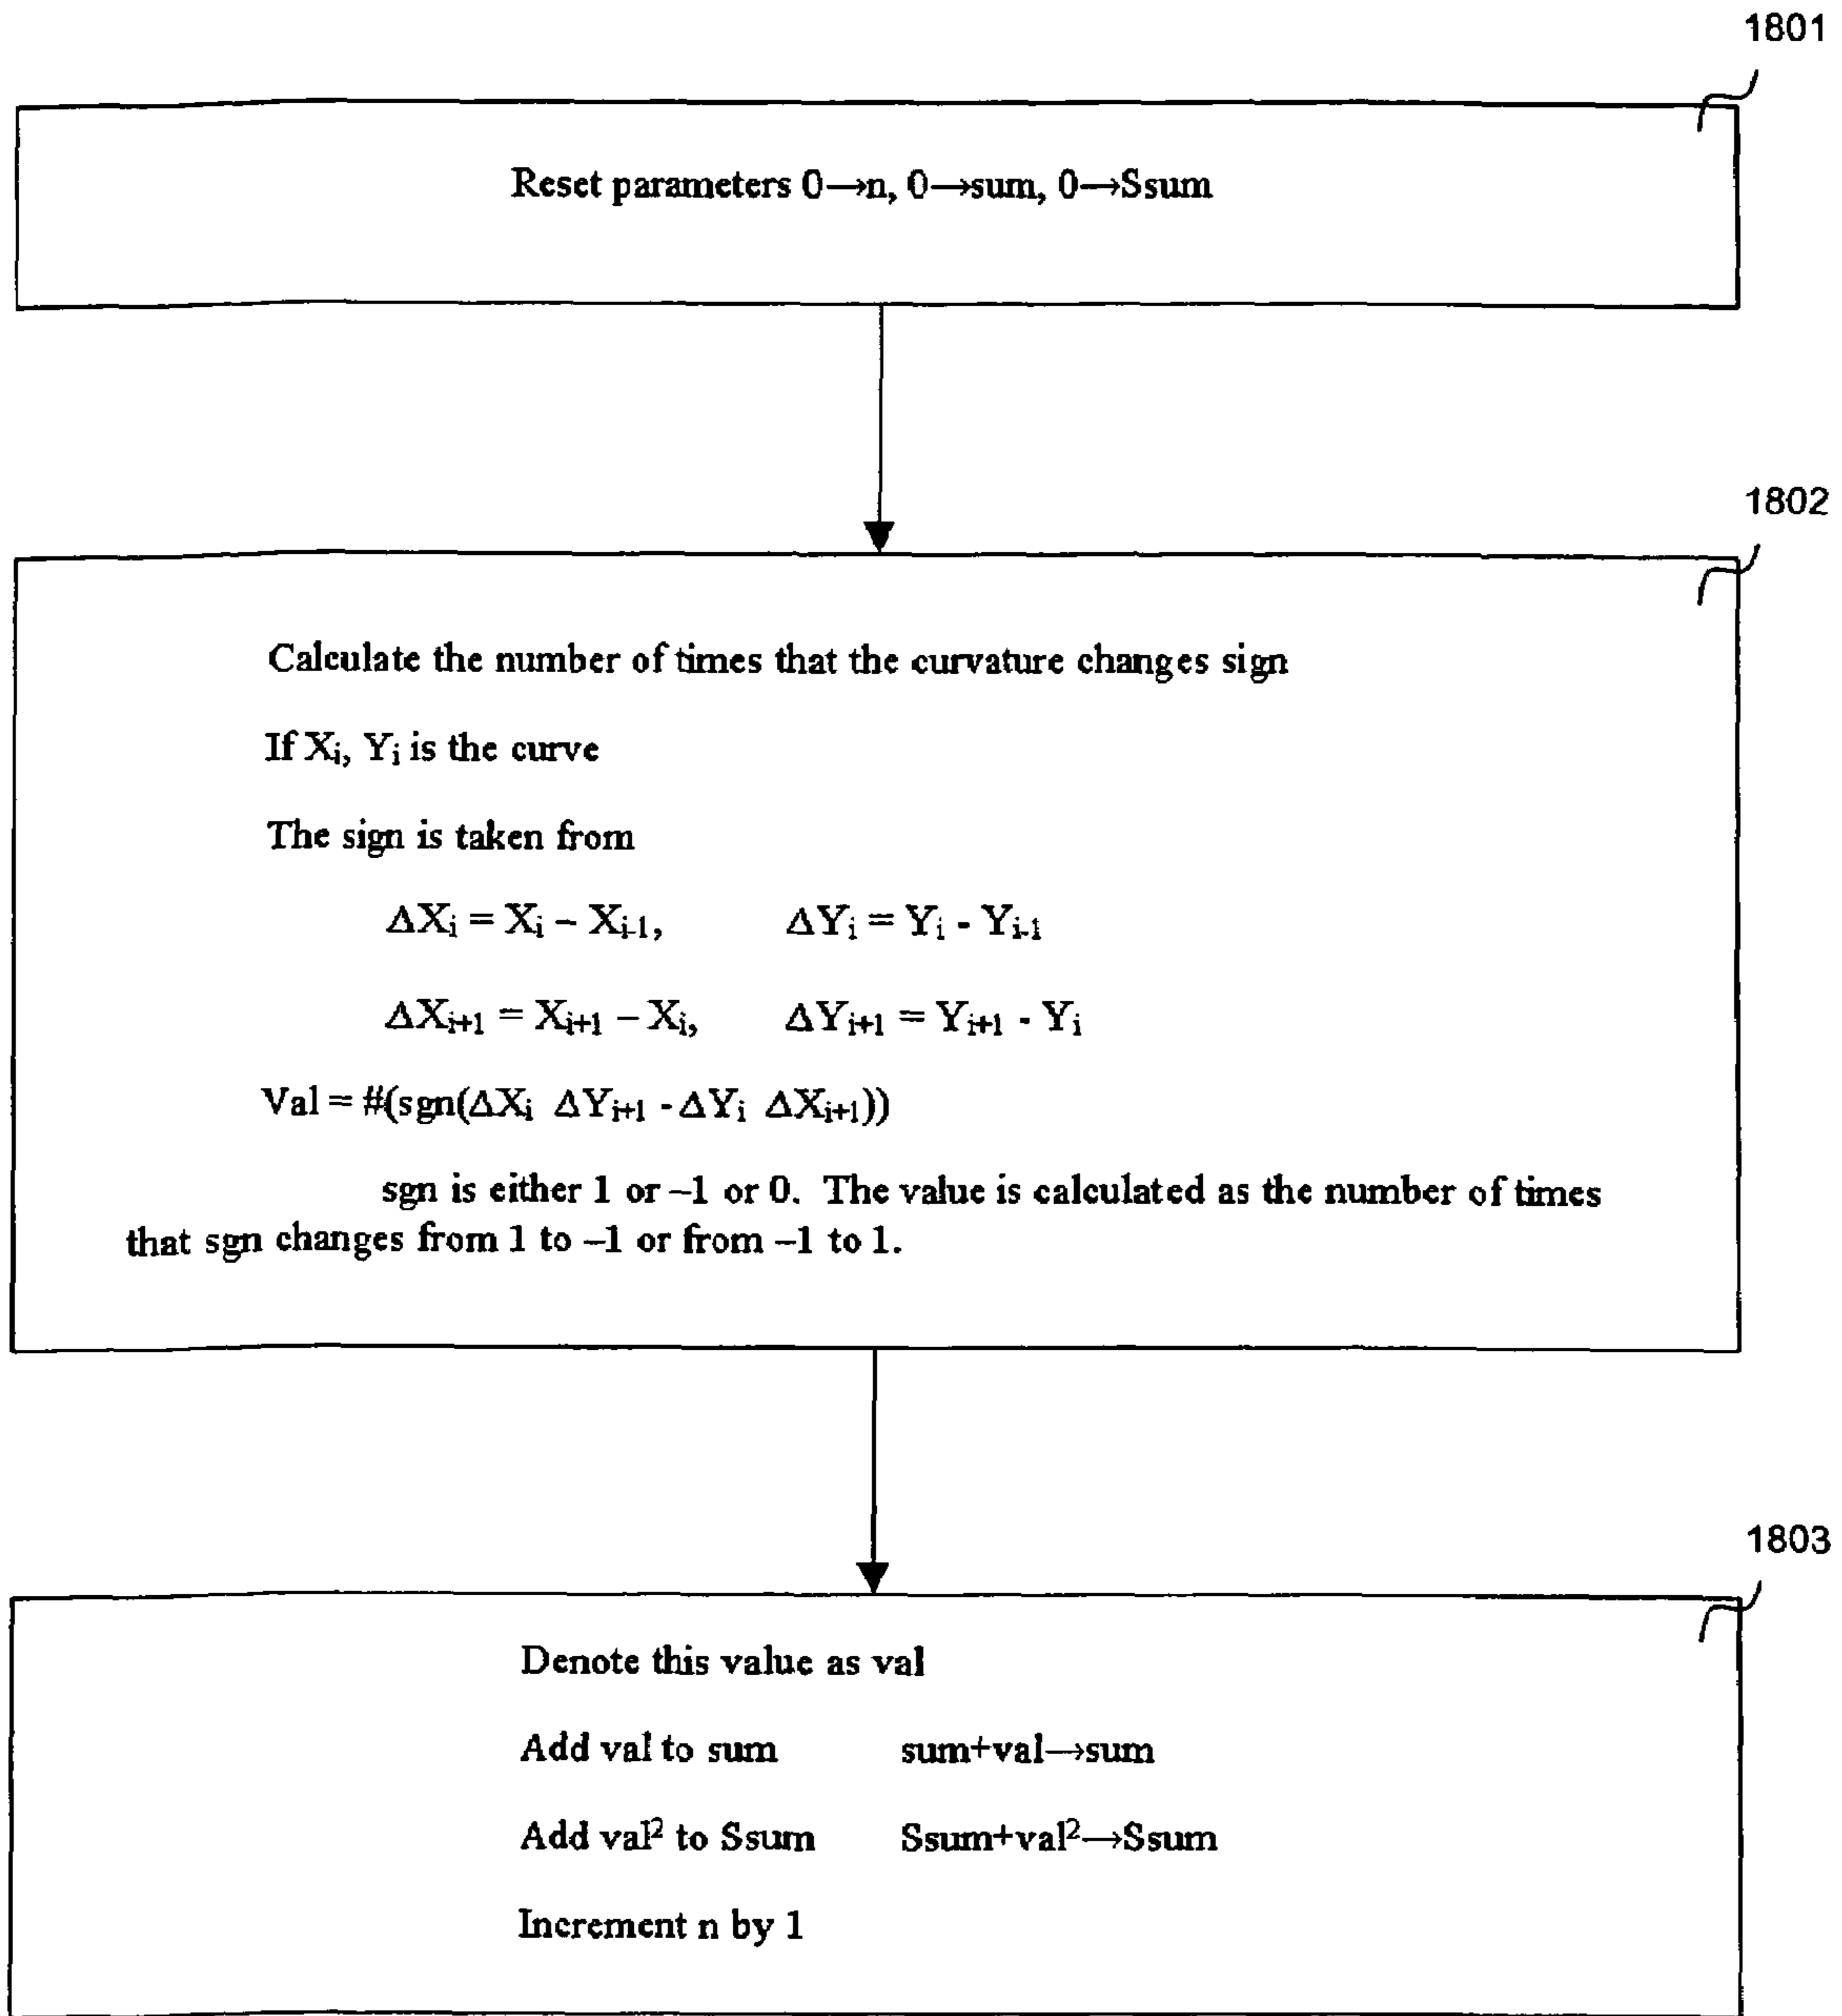 1801
Reset parameters 0→n, 0→sum, 0→Ssum
1802
Calculate the number of times that the curvature changes sign
If Xᵢ, Yᵢ is the curve
The sign is taken from
ΔXᵢ = Xᵢ – Xᵢ₋₁, ΔYᵢ = Yᵢ - Yᵢ₋₁
ΔXᵢ₊₁ = Xᵢ₊₁ – Xᵢ, ΔYᵢ₊₁ = Yᵢ₊₁ - Yᵢ
Val = #(sgn(ΔXᵢ ΔYᵢ₊₁ - ΔYᵢ ΔXᵢ₊₁))
sgn is either 1 or –1 or 0. The value is calculated as the number of times
that sgn changes from 1 to –1 or from –1 to 1.
1803
Denote this value as val
Add val to sum sum+val→sum
Add val² to Ssum Ssum+val²→Ssum
Increment n by 1